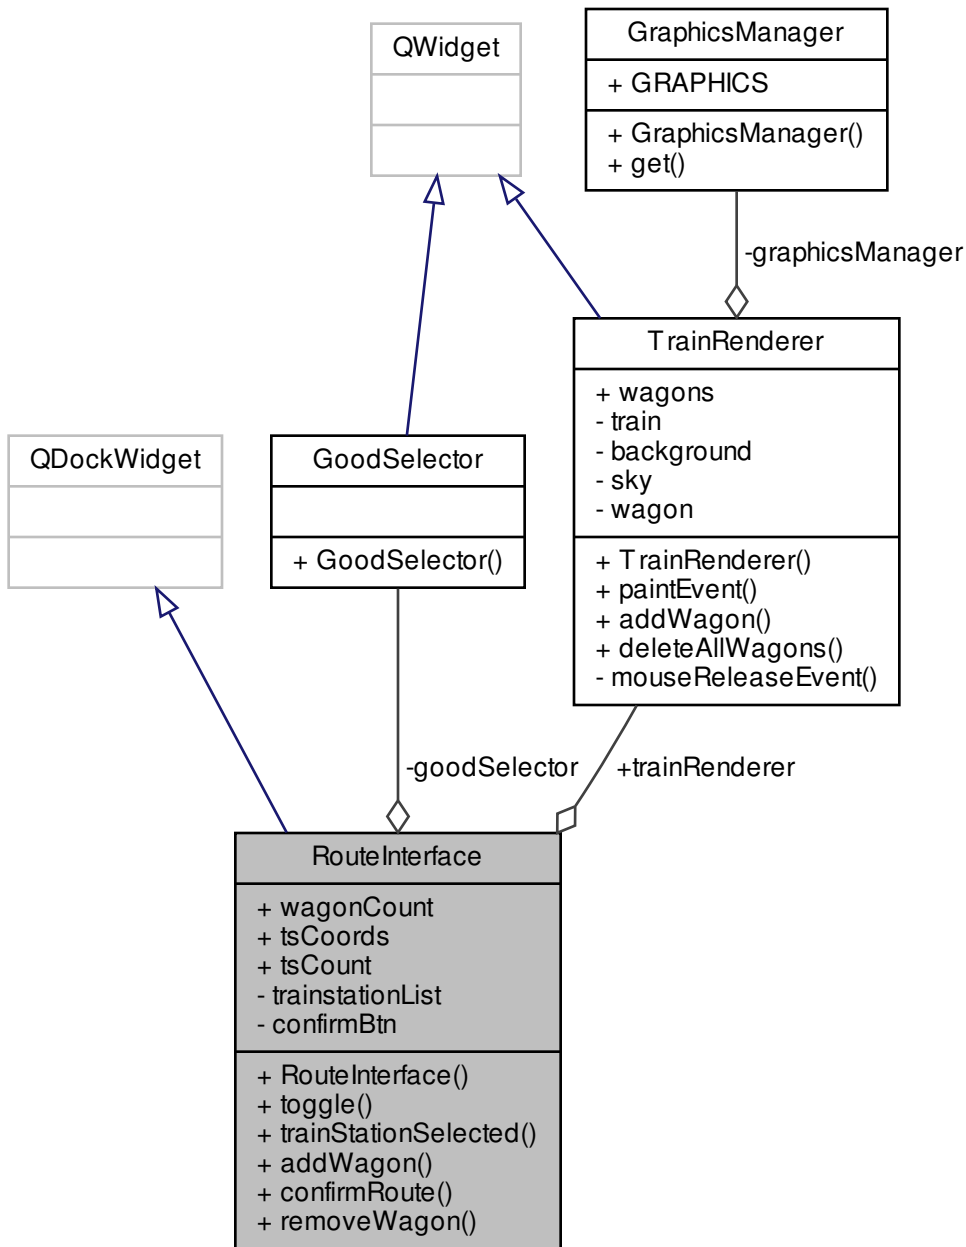 GraphicsManager
+ GRAPHICS
+ GraphicsManager()
+ get()
QWidget
-graphicsManager
TrainRenderer
+ wagons
- train
- background
- sky
- wagon
+ TrainRenderer()
+ paintEvent()
+ addWagon()
+ deleteAllWagons()
- mouseReleaseEvent()
QDockWidget
GoodSelector
+ GoodSelector()
-goodSelector
+trainRenderer
RouteInterface
+ wagonCount
+ tsCoords
+ tsCount
- trainstationList
- confirmBtn
+ RouteInterface()
+ toggle()
+ trainStationSelected()
+ addWagon()
+ confirmRoute()
+ removeWagon()